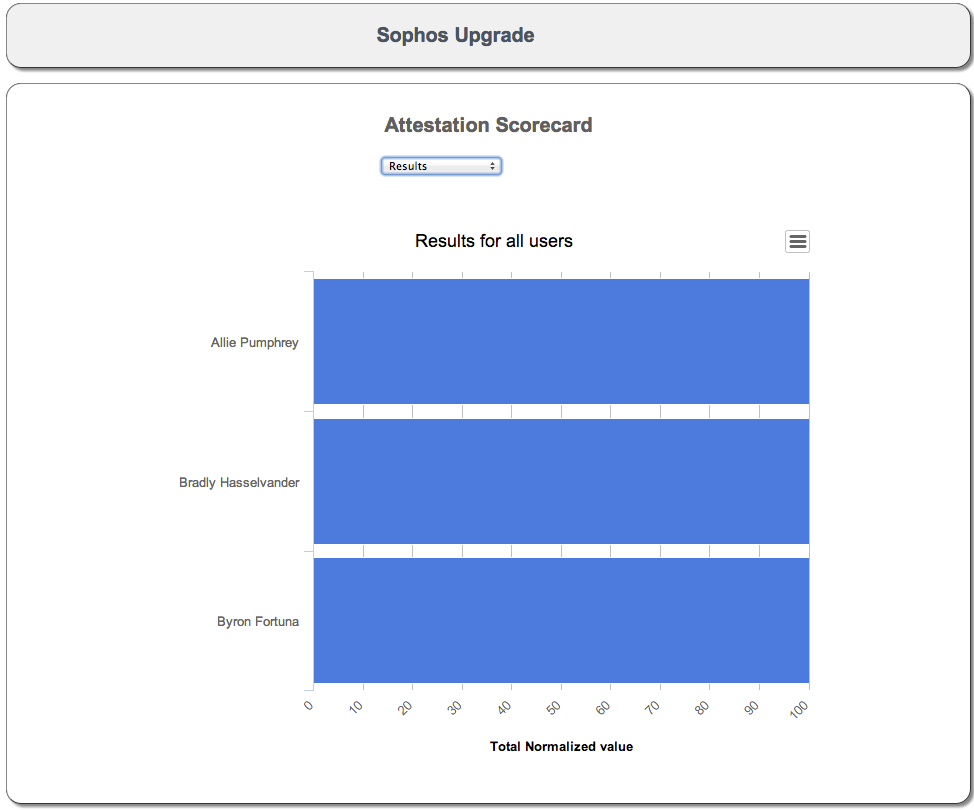 Sophos Upgrade
Attestation Scorecard
Results
Results for all users
Allie Pumphrey
Bradly Hasselvander
Byron Fortuna
0 10 20 30 40 50 60 70 80 90 100
Total Normalized value